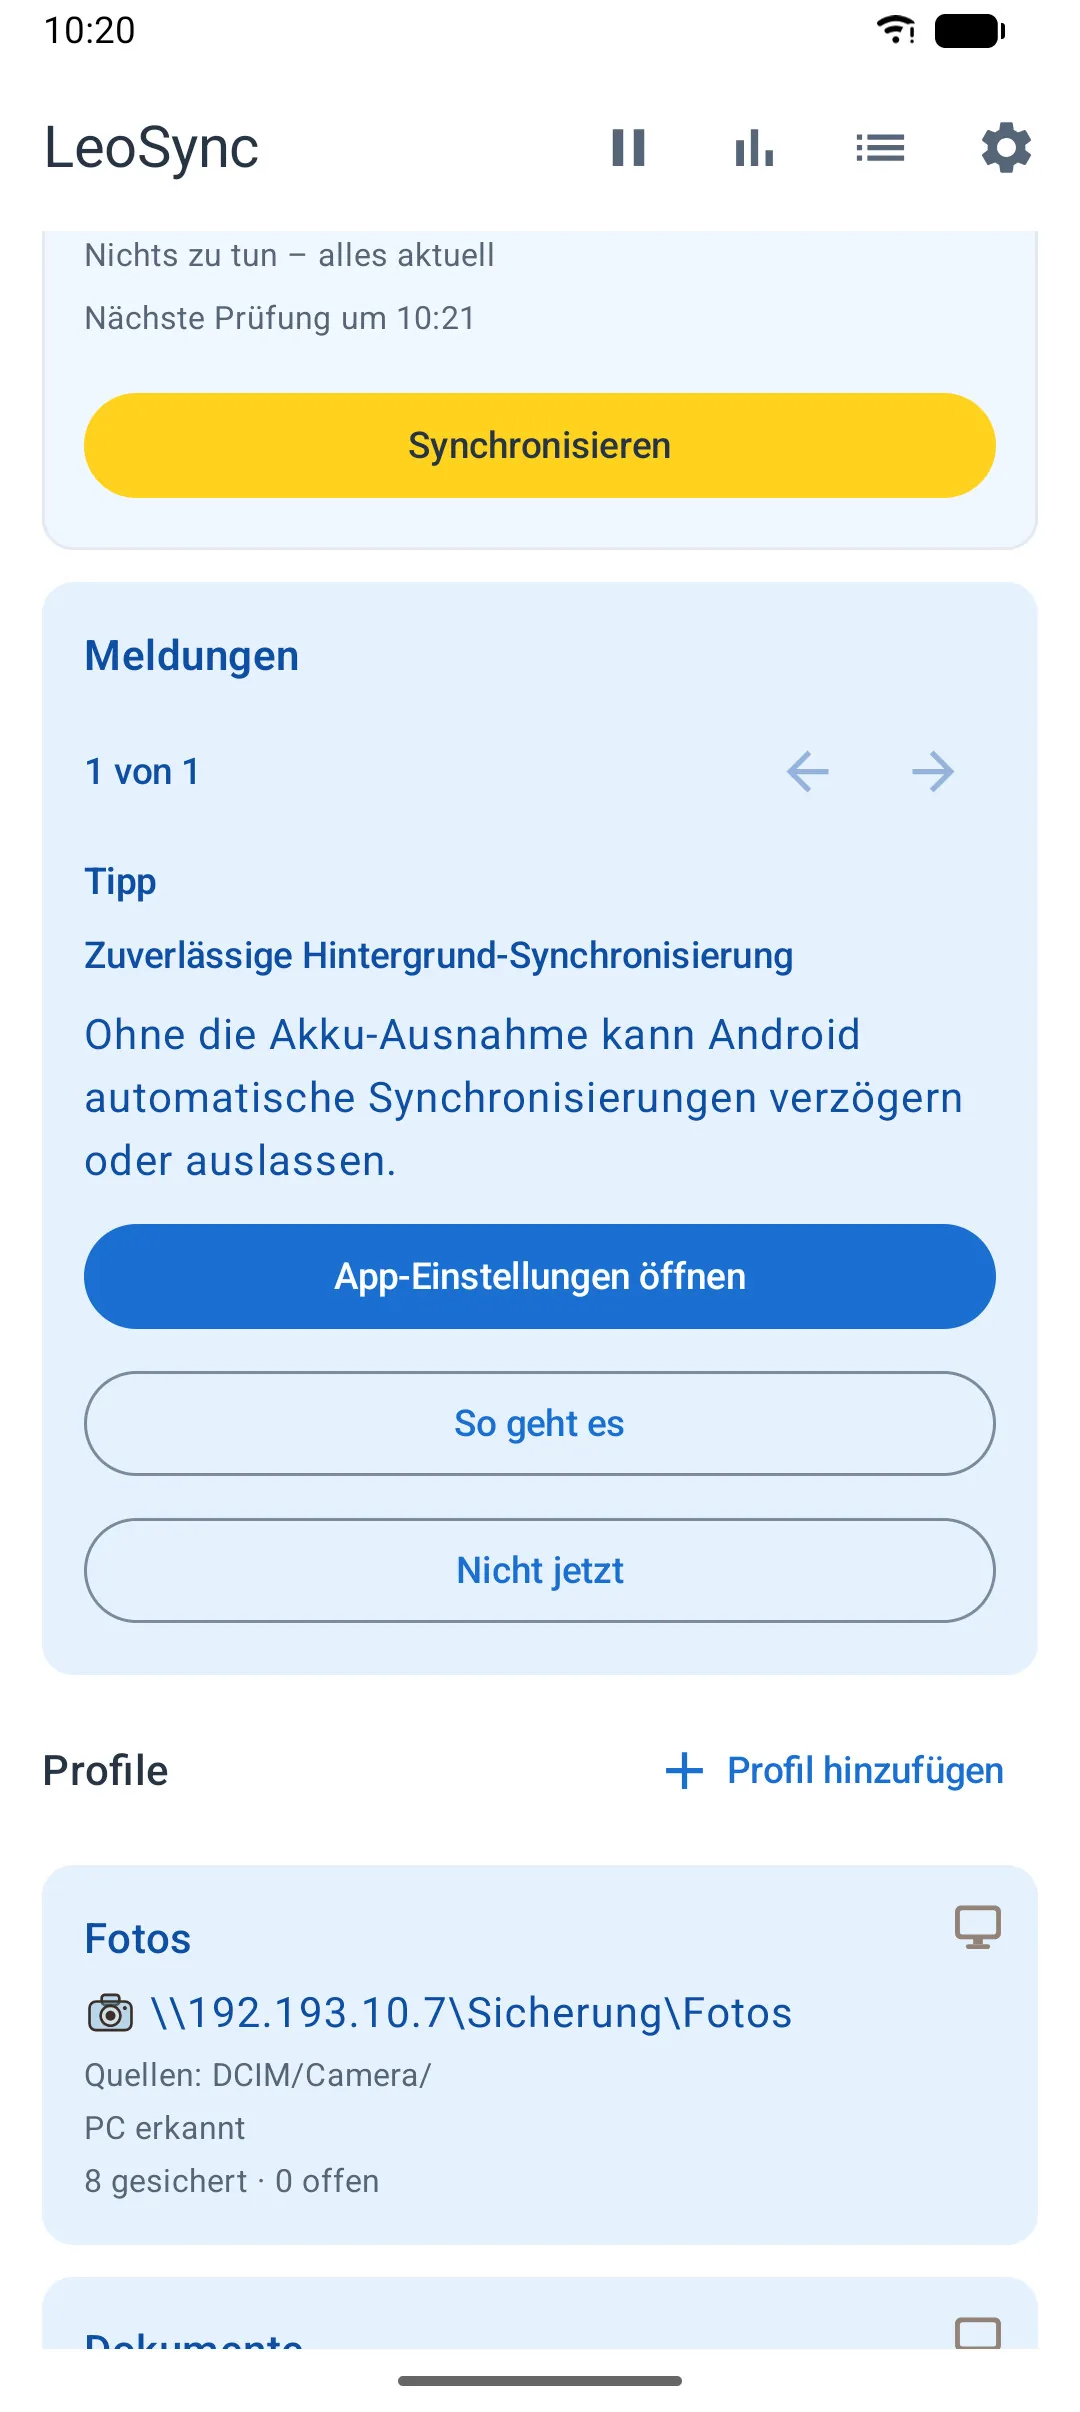 10:20
LeoSync
Nichts zu tun – alles aktuell
Nächste Prüfung um 10:21
Synchronisieren
Meldungen
1 von 1
Tipp
Zuverlässige Hintergrund-Synchronisierung
Ohne die Akku-Ausnahme kann Android
automatische Synchronisierungen verzögern
oder auslassen.
App-Einstellungen öffnen
So geht es
Nicht jetzt
Profile
Profil hinzufügen
Fotos
\\192.193.10.7\Sicherung\Fotos
Quellen: DCIM/Camera/
PC erkannt
8 gesichert · 0 offen
Dokumente